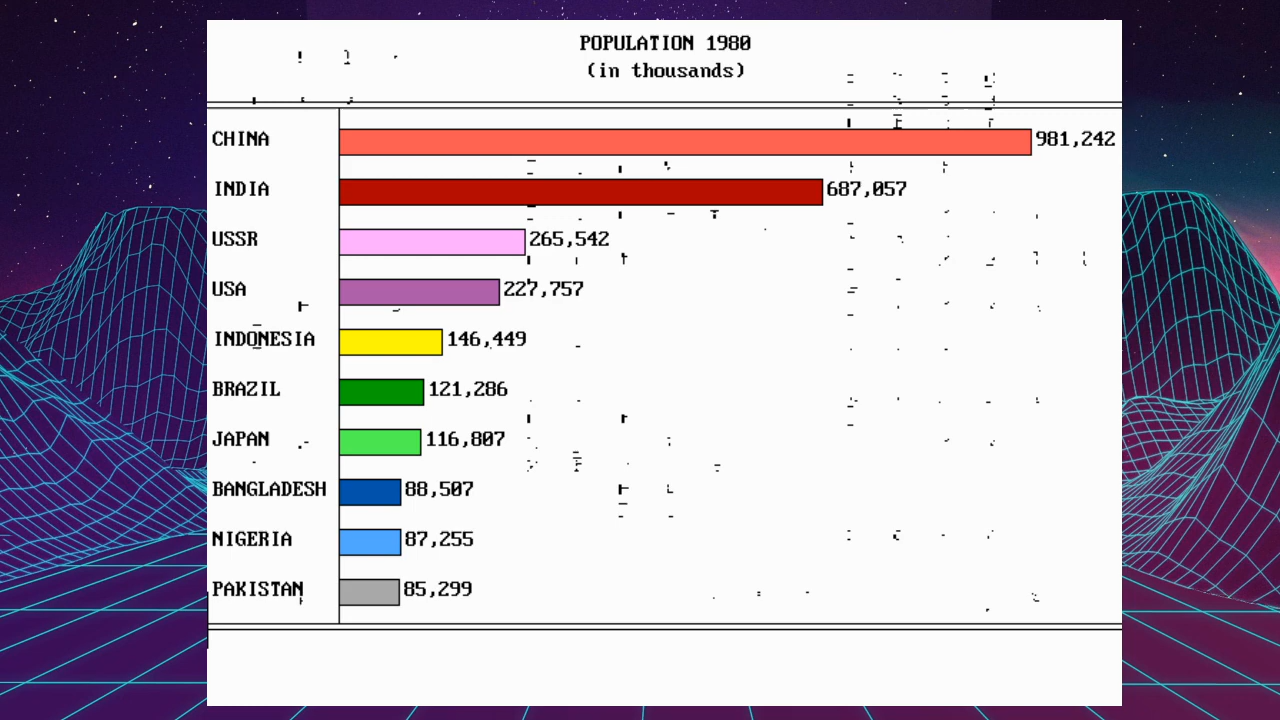 POPULATION 1980
(in thousands)
CHINA 981,242
INDIA 687,057
USSR 265,542
USA 227,757
INDONESIA 146,449
BRAZIL 121,286
JAPAN 116,807
BANGLADESH 88,507
NIGERIA 87,255
PAKISTAN 85,299